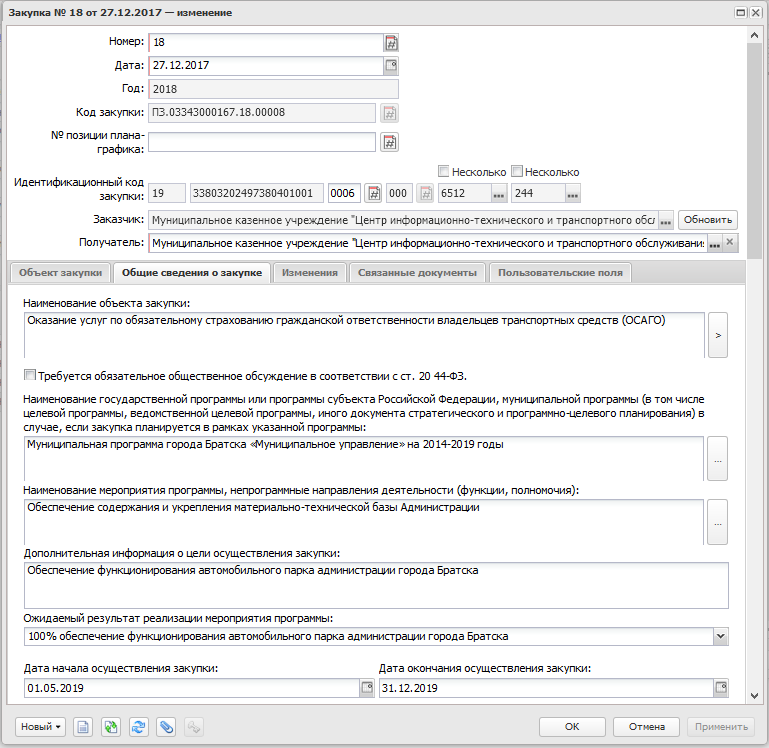 Закупка № 18 от 27.12.2017 — изменение
Номер: 18
Дата: 27.12.2017
Год: 2018
Код закупки: ПЗ.03343000167.18.00008
№ позиции плана-
графика:
Несколько Несколько
Идентификационный код
закупки: 19 33803202497380401001 0006 000 6512 ... 244 ...
Заказчик: Муниципальное казенное учреждение "Центр информационно-технического и транспортного обсл ... Обновить
Получатель: Муниципальное казенное учреждение "Центр информационно-технического и транспортного обслуживани ...
Объект закупки Общие сведения о закупке Изменения Связанные документы Пользовательские поля
Наименование объекта закупки:
Оказание услуг по обязательному страхованию гражданской ответственности владельцев транспортных средств (ОСАГО)
>
Требуется обязательное общественное обсуждение в соответствии с ст. 20 44-ФЗ.
Наименование государственной программы или программы субъекта Российской Федерации, муниципальной программы (в том числе
целевой программы, ведомственной целевой программы, иного документа стратегического и программно-целевого планирования) в
случае, если закупка планируется в рамках указанной программы:
Муниципальная программа города Братска «Муниципальное управление» на 2014-2019 годы
...
Наименование мероприятия программы, непрограммные направления деятельности (функции, полномочия):
Обеспечение содержания и укрепления материально-технической базы Администрации
...
Дополнительная информация о цели осуществления закупки:
Обеспечение функционирования автомобильного парка администрации города Братска
Ожидаемый результат реализации мероприятия программы:
100% обеспечение функционирования автомобильного парка администрации города Братска
Дата начала осуществления закупки: Дата окончания осуществления закупки:
01.05.2019 31.12.2019
Новый ОК Отмена Применить